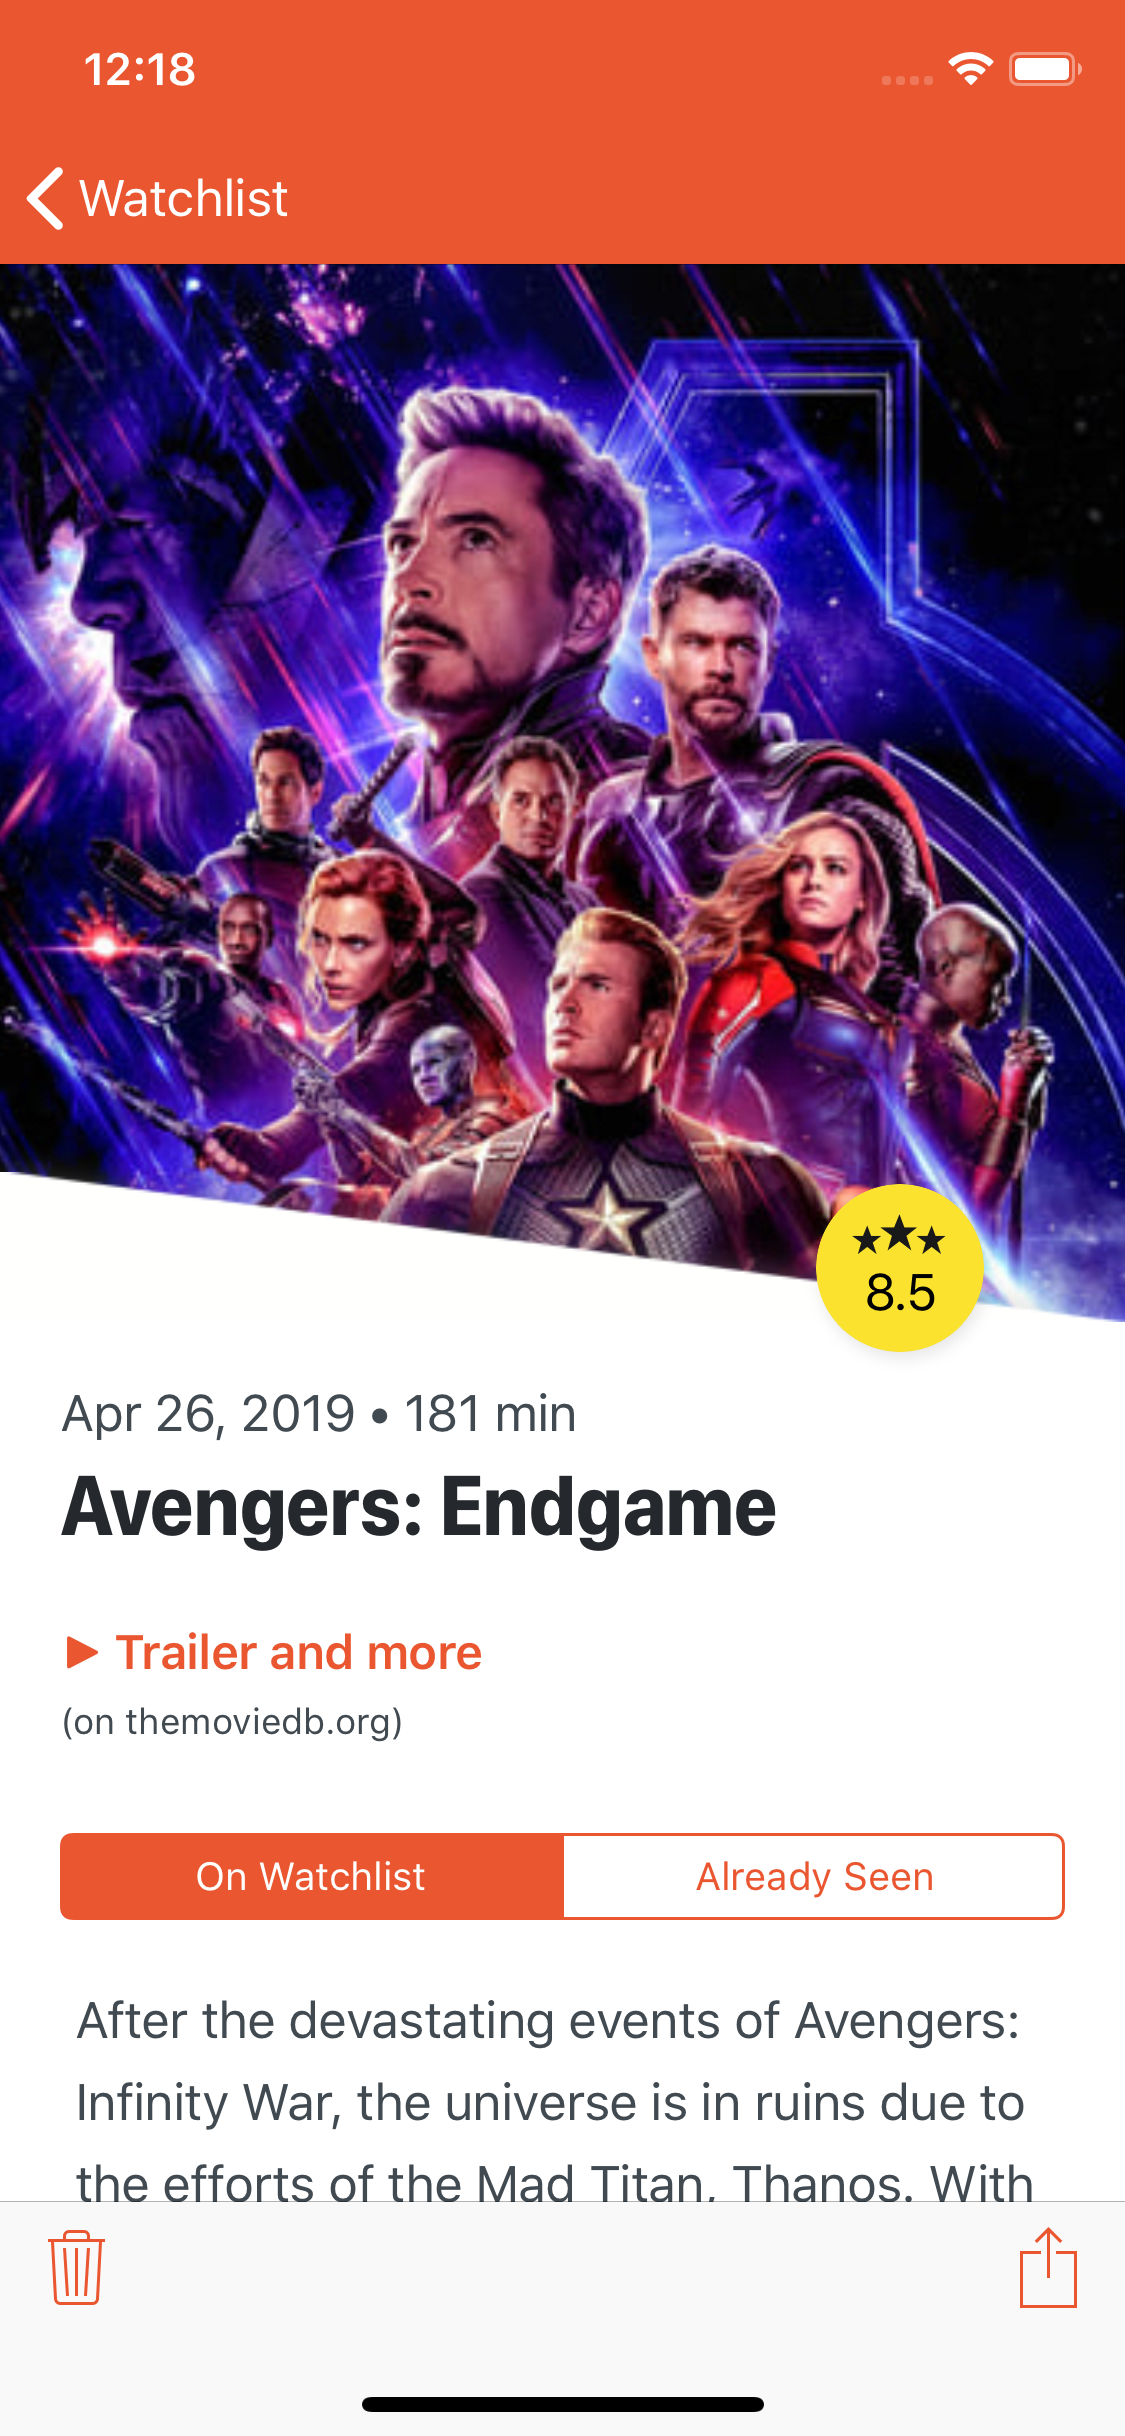 12:18
Watchlist
8.5
Apr 26, 2019 • 181 min
Avengers: Endgame
Trailer and more
(on themoviedb.org)
On Watchlist
Already Seen
After the devastating events of Avengers:
Infinity War, the universe is in ruins due to
the efforts of the Mad Titan, Thanos. With